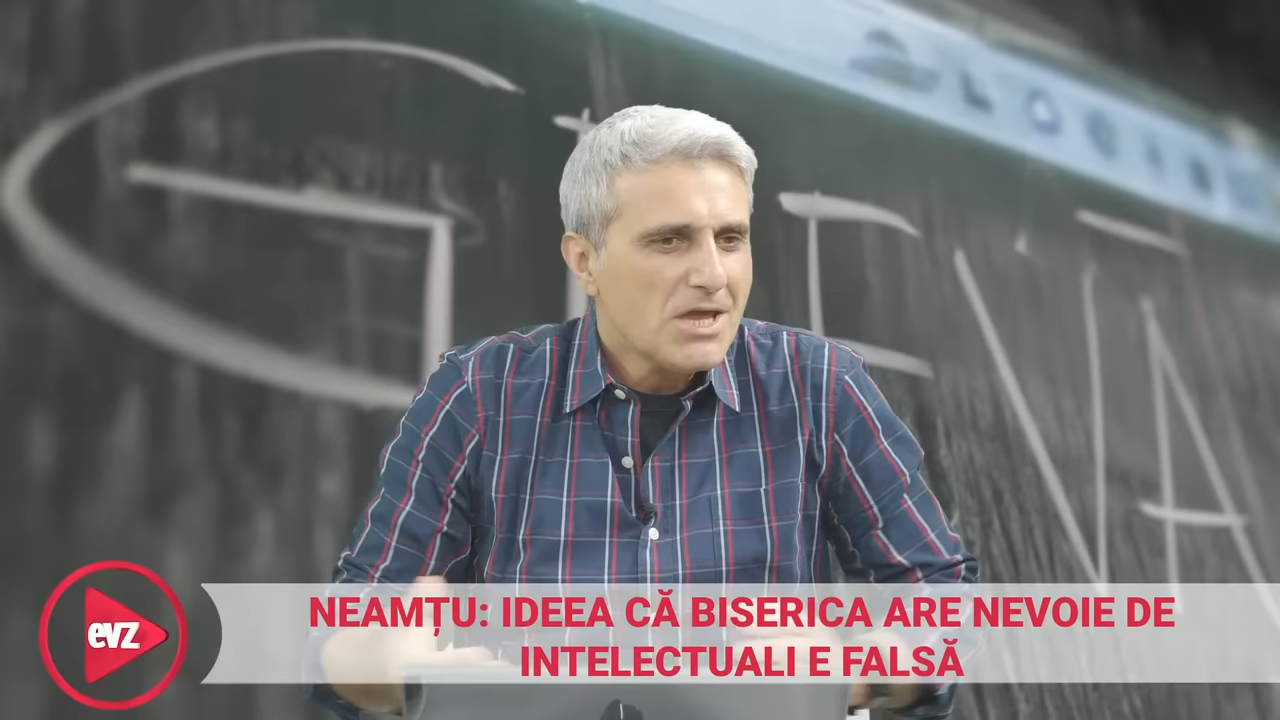 NEAMȚU: IDEEA CĂ BISERICA ARE NEVOIE DE
INTELECTUALI E FALSĂ
evz